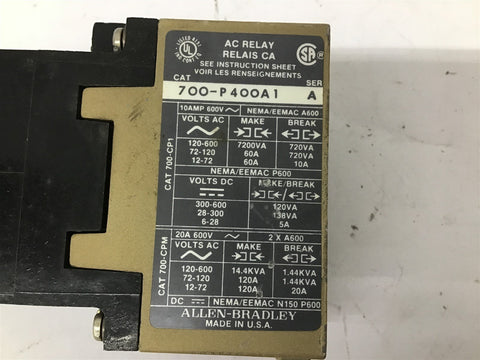 LISTED
UL
AC RELAY
RELAIS CA
SEE INSTRUCTION SHEET
VOIR LES RENSEIGNEMENTS
SA
CAT SER
700-P400A1 A
10AMP 600V NEMA/EEMAC A600
CAT 700-CP1
VOLTS AC MAKE BREAK
120-600 7200VA 720VA
72-120 60A 720VA
12-72 60A 10A
NEMA/EEMAC P600
VOLTS DC MAKE/BREAK
300-600 120VA
28-300 138VA
6-28 5A
CAT 700-CPM
20A 600V 2 X A600
VOLTS AC MAKE BREAK
120-600 14.4KVA 1.44KVA
72-120 120A 1.44KVA
12-72 120A 20A
DC NEMA/EEMAC N150 P600
ALLEN-BRADLEY
MADE IN U.S.A.